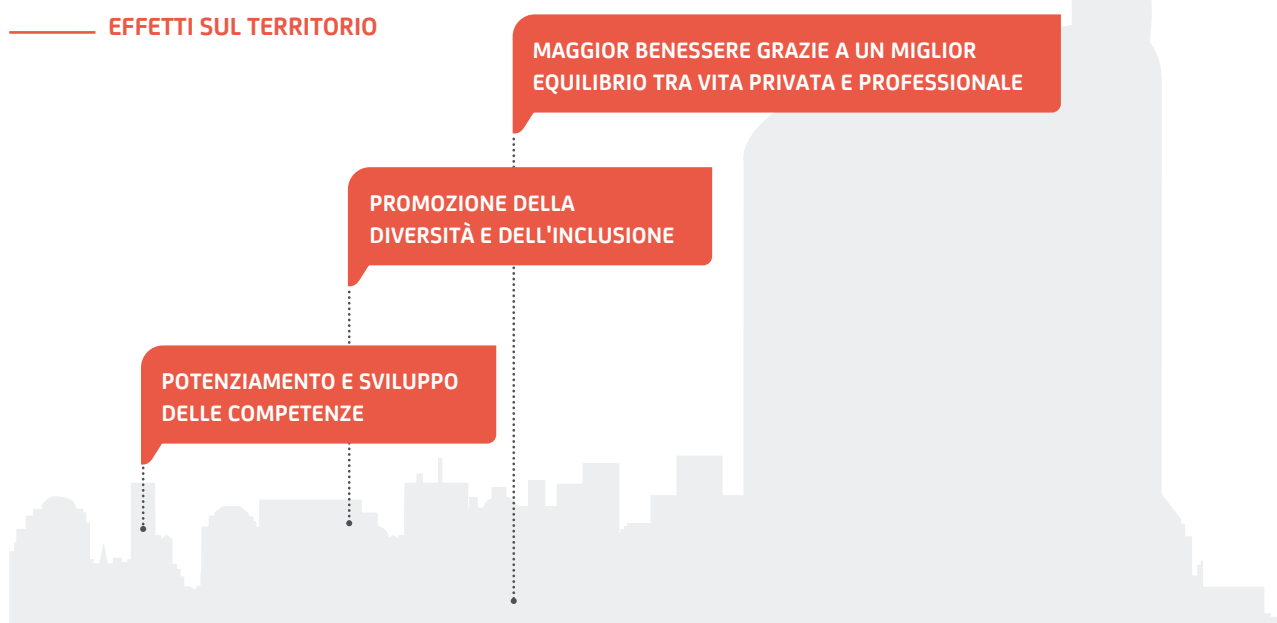 EFFETTI SUL TERRITORIO
MAGGIOR BENESSERE GRAZIE A UN MIGLIOR
EQUILIBRIO TRA VITA PRIVATA E PROFESSIONALE
PROMOZIONE DELLA
DIVERSITÀ E DELL'INCLUSIONE
POTENZIAMENTO E SVILUPPO
DELLE COMPETENZE